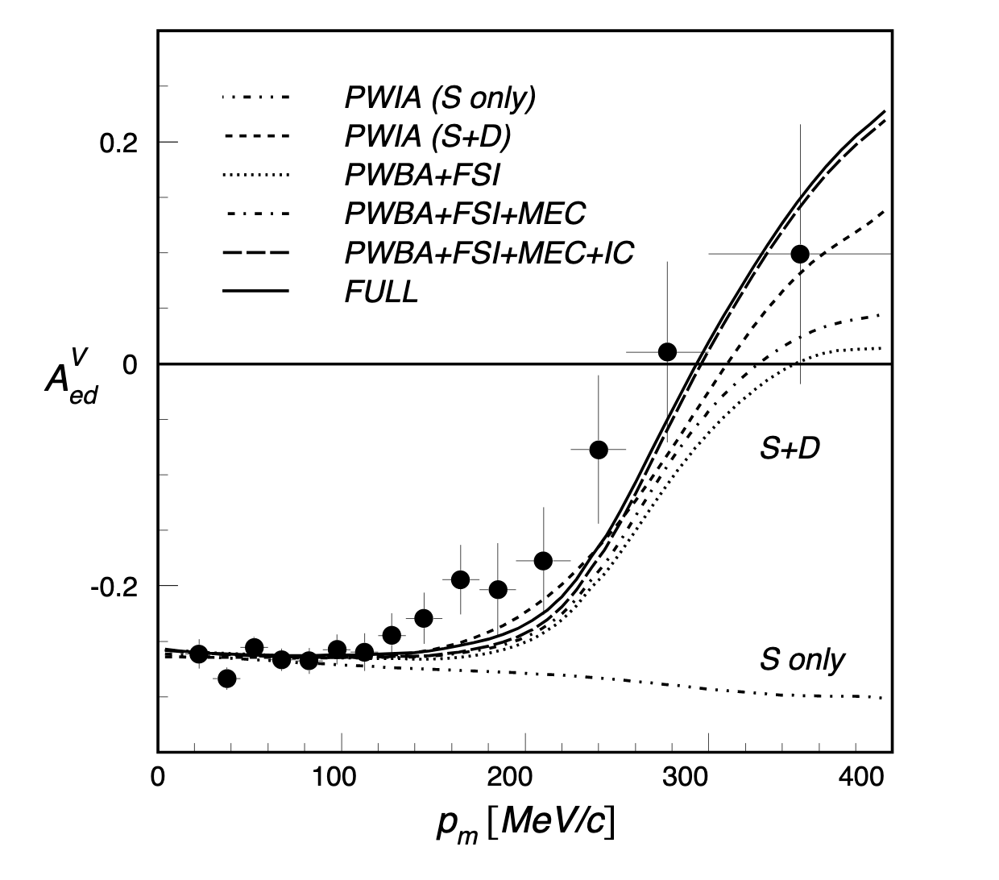 PWIA (S only)
PWIA (S+D)
PWBA+FSI
PWBA+FSI+MEC
PWBA+FSI+MEC+IC
FULL
0.2
0
-0.2
A_ed^V
S+D
S only
0 100 200 300 400
p_m [MeV/c]